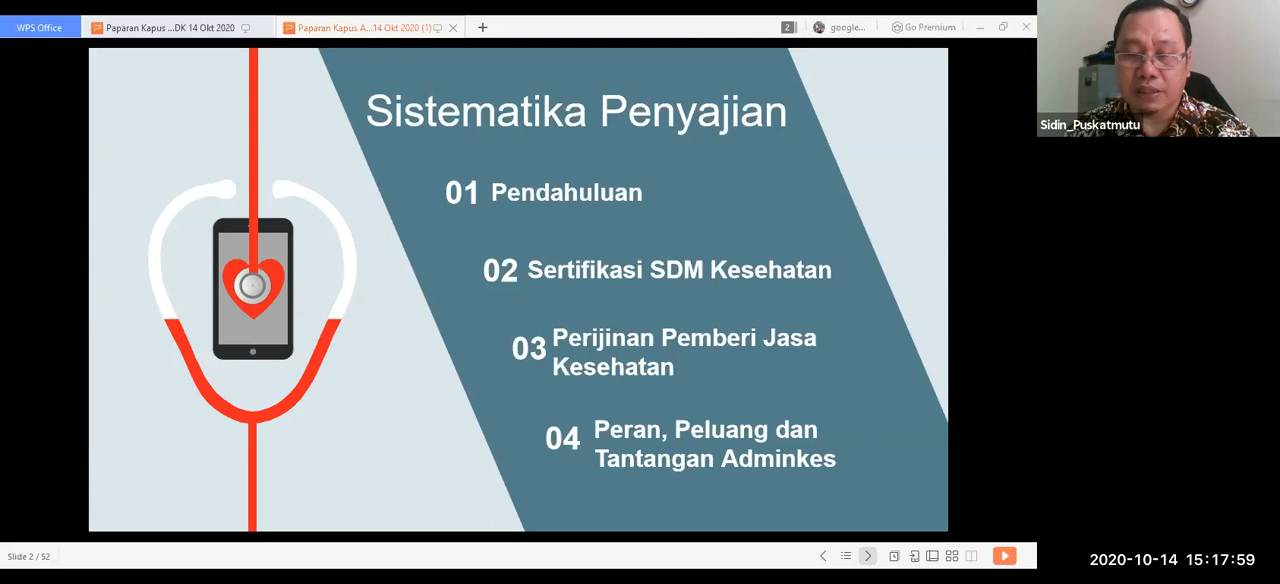 WPS Office
Paparan Kapus ...DK 14 Okt 2020
Paparan Kapus A...14 Okt 2020 (1)
2
google...
Go Premium
Sidin_Puskatmutu
Sistematika Penyajian
01 Pendahuluan
02 Sertifikasi SDM Kesehatan
03 Perijinan Pemberi Jasa
Kesehatan
04 Peran, Peluang dan
Tantangan Adminkes
Slide 2 / 52
2020-10-14 15:17:59